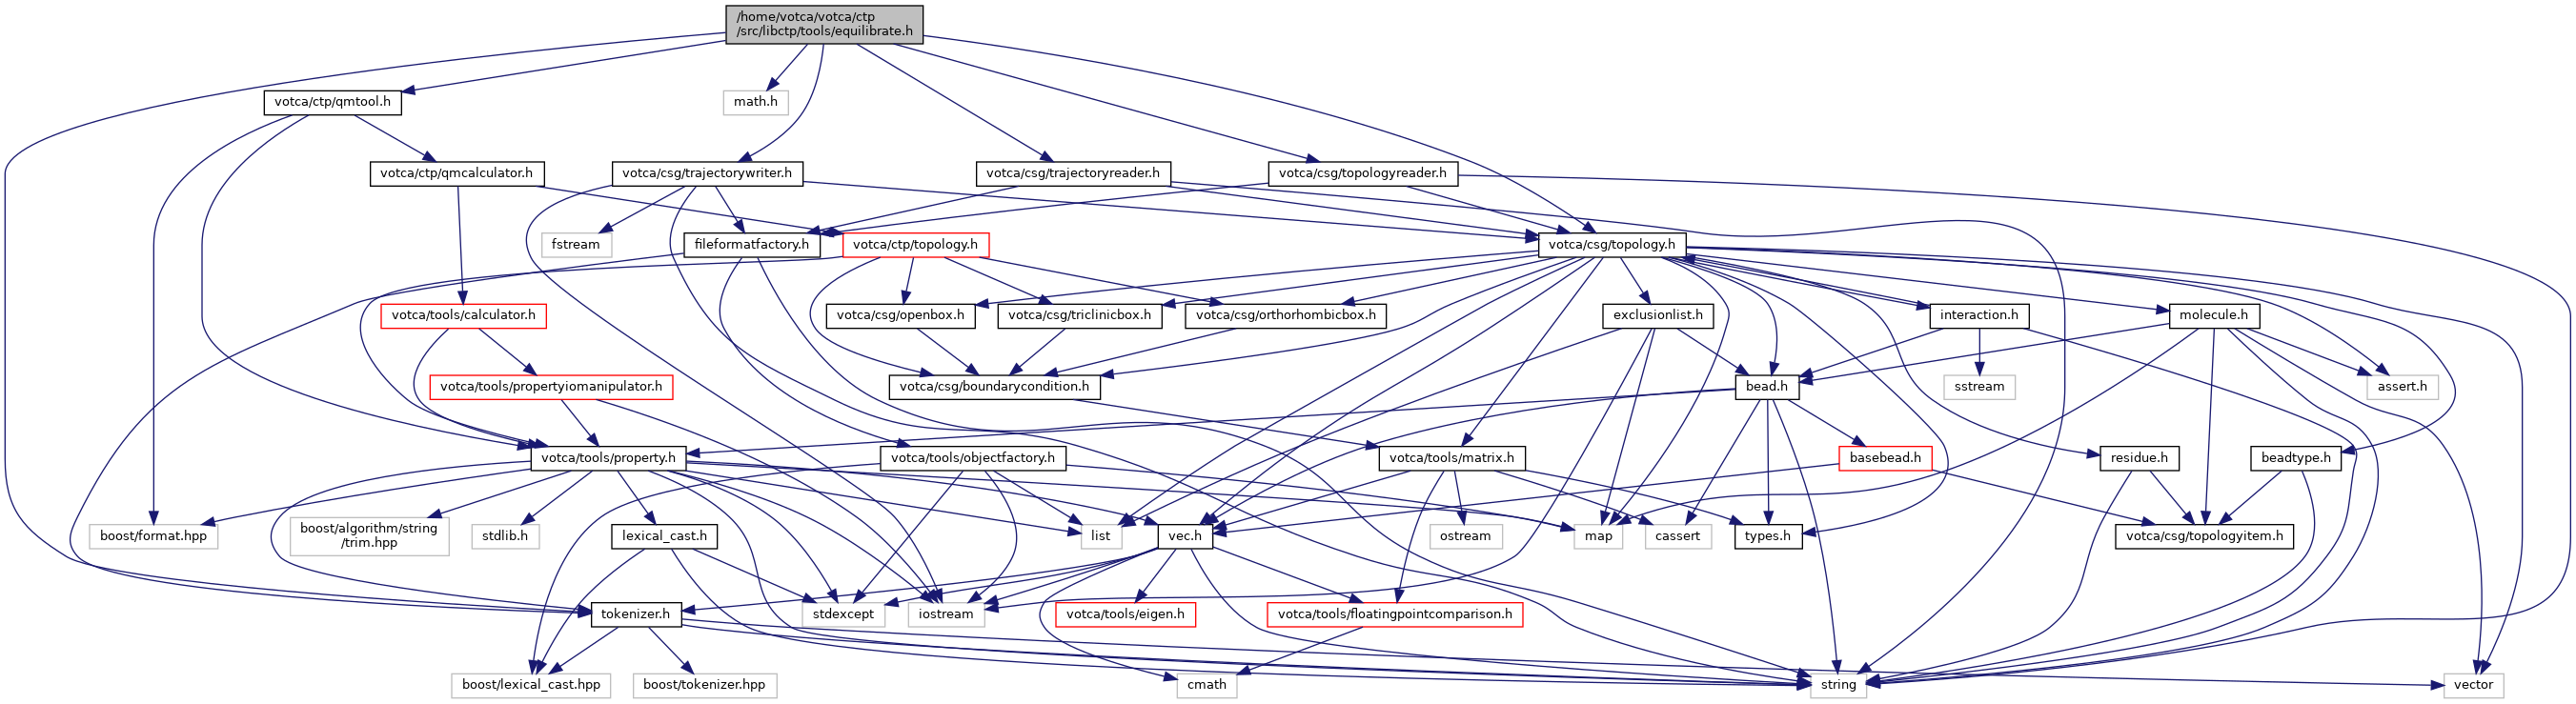 /home/votca/votca/ctp
/src/libctp/tools/equilibrate.h
votca/ctp/qmtool.h
math.h
votca/ctp/qmcalculator.h
votca/csg/trajectorywriter.h
votca/csg/trajectoryreader.h
votca/csg/topologyreader.h
fstream
fileformatfactory.h
votca/ctp/topology.h
votca/csg/topology.h
votca/tools/calculator.h
votca/csg/openbox.h
votca/csg/triclinicbox.h
votca/csg/orthorhombicbox.h
exclusionlist.h
interaction.h
molecule.h
votca/tools/propertyiomanipulator.h
votca/csg/boundarycondition.h
bead.h
sstream
assert.h
votca/tools/property.h
votca/tools/objectfactory.h
votca/tools/matrix.h
basebead.h
residue.h
beadtype.h
boost/format.hpp
boost/algorithm/string
/trim.hpp
stdlib.h
lexical_cast.h
list
vec.h
ostream
map
cassert
types.h
votca/csg/topologyitem.h
tokenizer.h
stdexcept
iostream
votca/tools/eigen.h
votca/tools/floatingpointcomparison.h
boost/lexical_cast.hpp
boost/tokenizer.hpp
cmath
string
vector